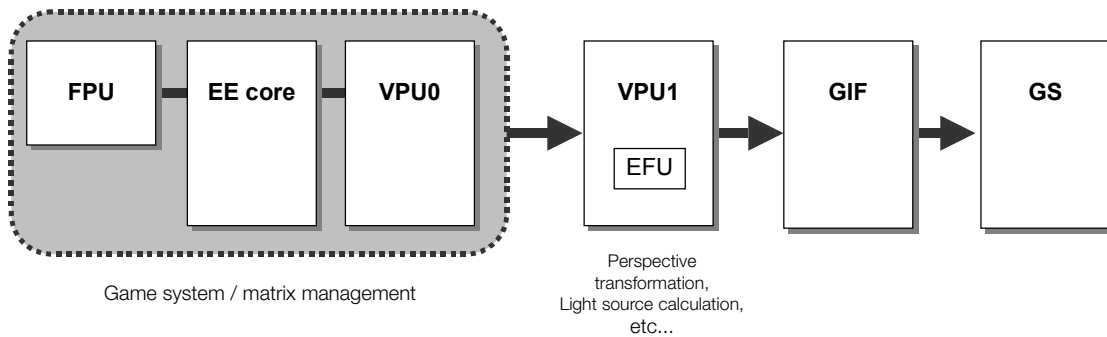 FPU
EE core
VPU0
VPU1
GIF
GS
EFU
Game system / matrix management
Perspective
transformation,
Light source calculation,
etc...